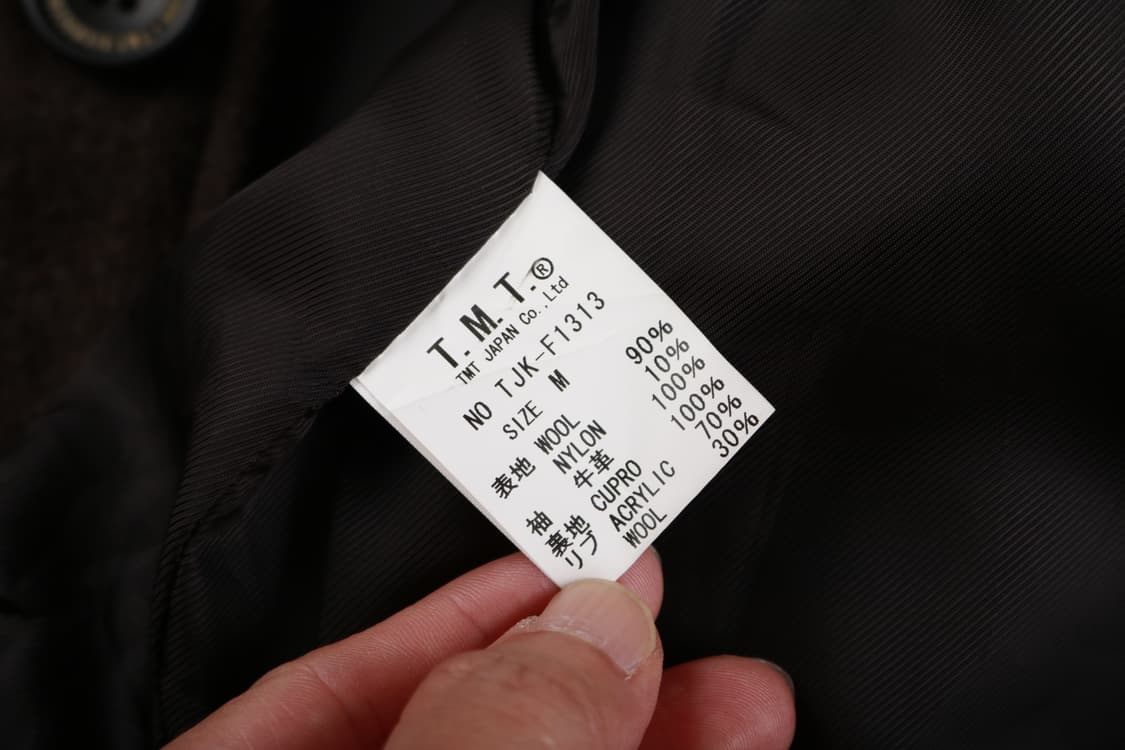 T.M.T.®
TMT JAPAN Co.,Ltd
NO TJK-F1313
SIZE M
表地 WOOL 90%
NYLON 10%
袖 牛革 100%
裏地 CUPRO 100%
リブ ACRYLIC 70%
WOOL 30%